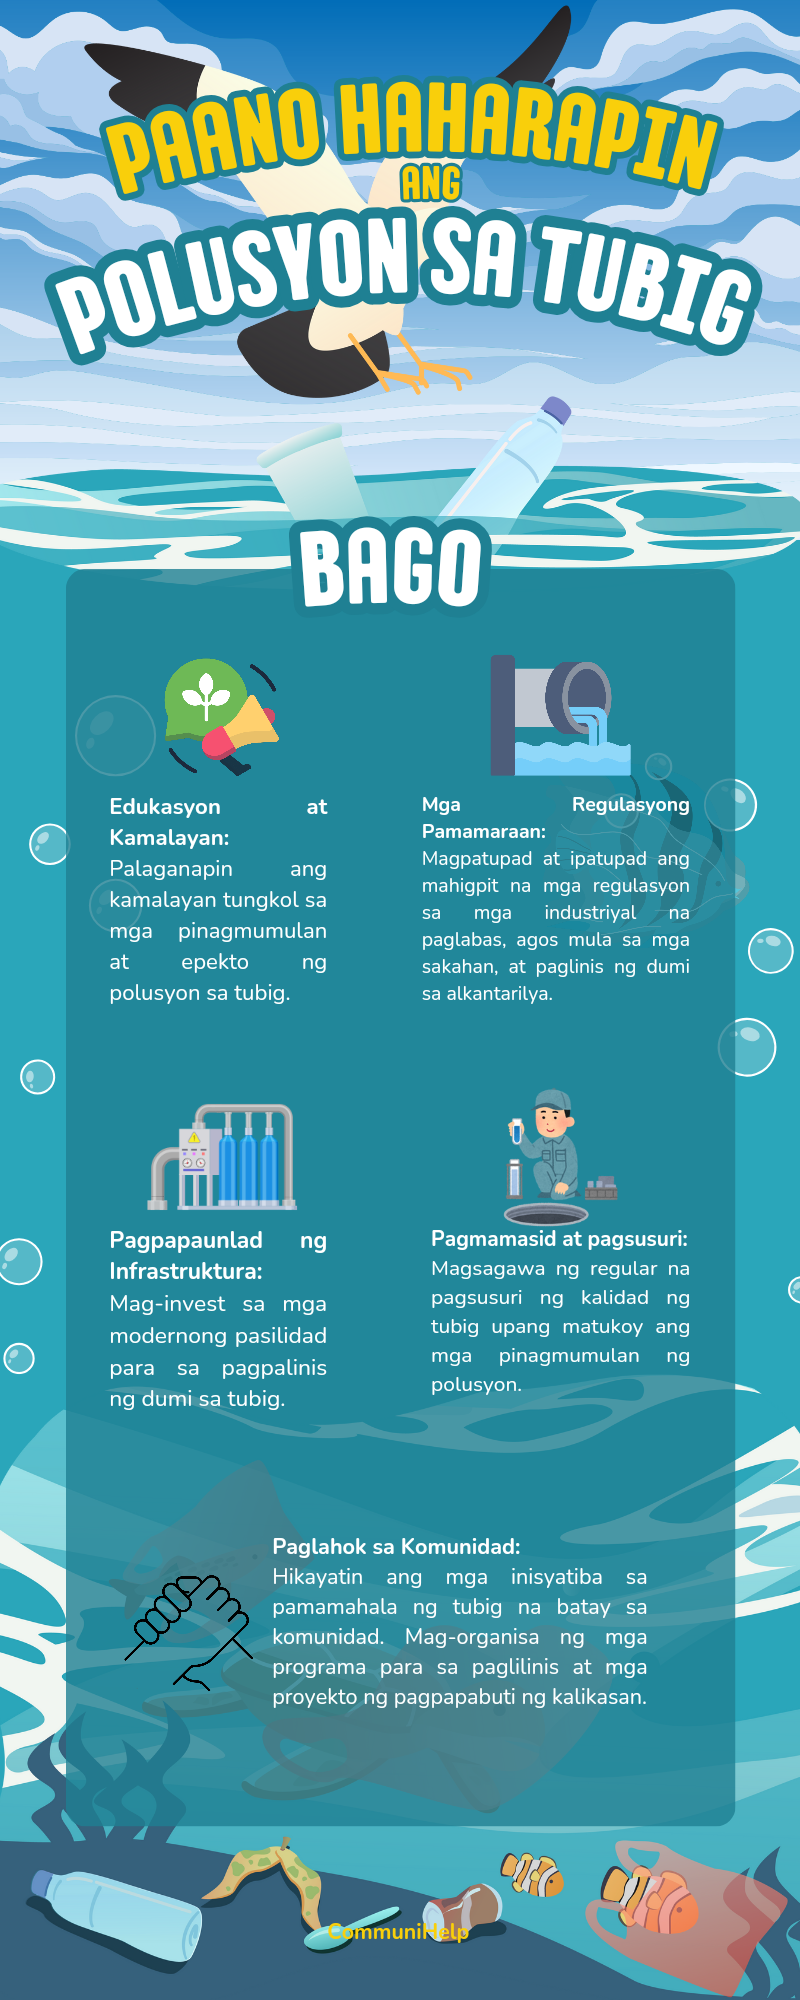 PAANO HAHARAPIN
ANG
POLUSYON SA TUBIG
BAGO
Edukasyon at
Kamalayan:
Palaganapin ang
kamalayan tungkol sa
mga pinagmumulan
at epekto ng
polusyon sa tubig.
Mga Regulasyong
Pamamaraan:
Magpatupad at ipatupad ang
mahigpit na mga regulasyon
sa mga industriyal na
paglabas, agos mula sa mga
sakahan, at paglinis ng dumi
sa alkantarilya.
Pagpapaunlad ng
Infrastruktura:
Mag-invest sa mga
modernong pasilidad
para sa pagpalinis
ng dumi sa tubig.
Pagmamasid at pagsusuri:
Magsagawa ng regular na
pagsusuri ng kalidad ng
tubig upang matukoy ang
mga pinagmumulan ng
polusyon.
Paglahok sa Komunidad:
Hikayatin ang mga inisyatiba sa
pamamahala ng tubig na batay sa
komunidad. Mag-organisa ng mga
programa para sa paglilinis at mga
proyekto ng pagpapabuti ng kalikasan.
CommuniHelp